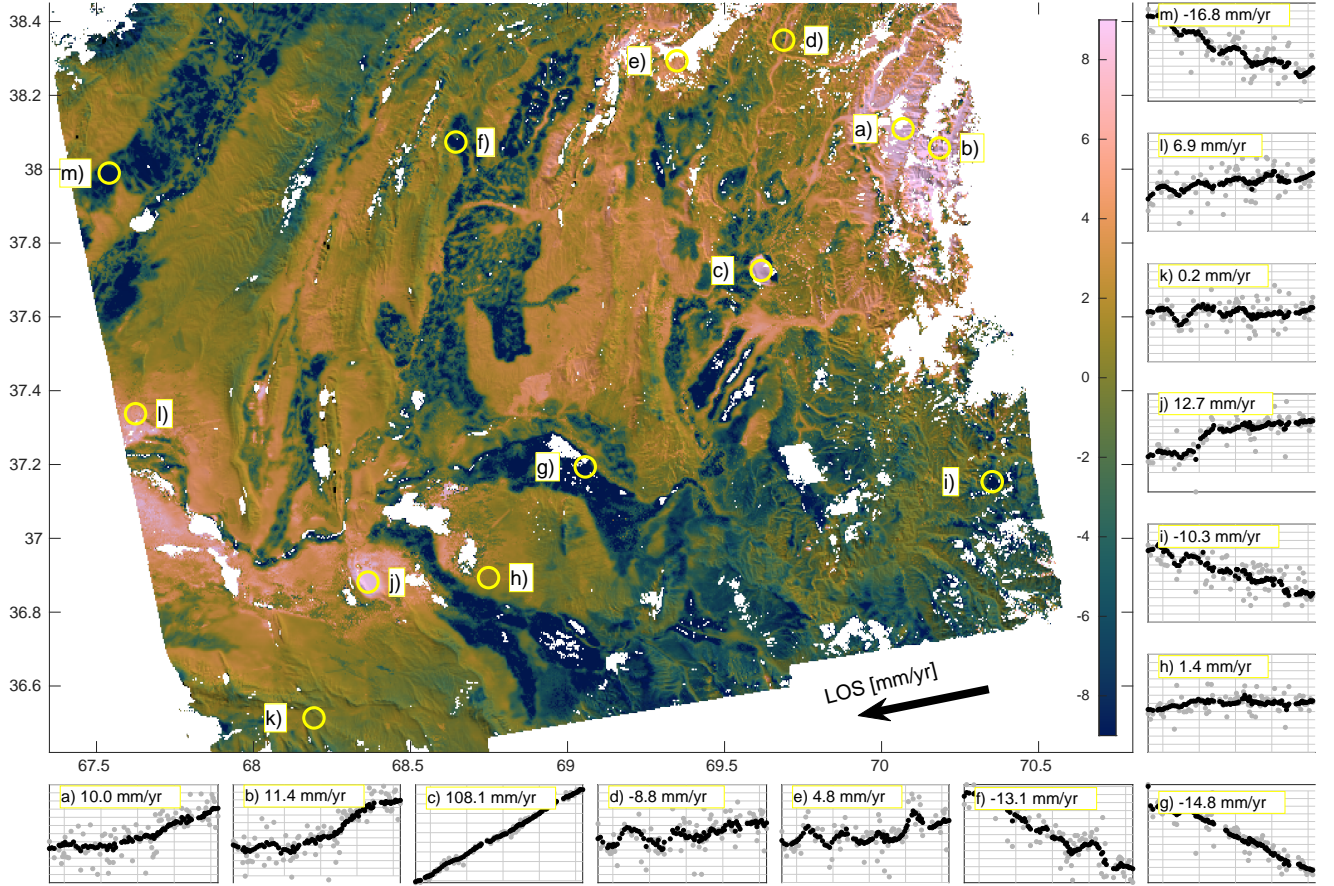 38.4
38.2
38
37.8
37.6
37.4
37.2
37
36.8
36.6
67.5
68
68.5
69
69.5
70
70.5
8
6
4
2
0
-2
-4
-6
-8
LOS [mm/yr]
a)
b)
c)
d)
e)
f)
g)
h)
i)
j)
k)
l)
m)
m) -16.8 mm/yr
l) 6.9 mm/yr
k) 0.2 mm/yr
j) 12.7 mm/yr
i) -10.3 mm/yr
h) 1.4 mm/yr
a) 10.0 mm/yr
b) 11.4 mm/yr
c) 108.1 mm/yr
d) -8.8 mm/yr
e) 4.8 mm/yr
f) -13.1 mm/yr
g) -14.8 mm/yr